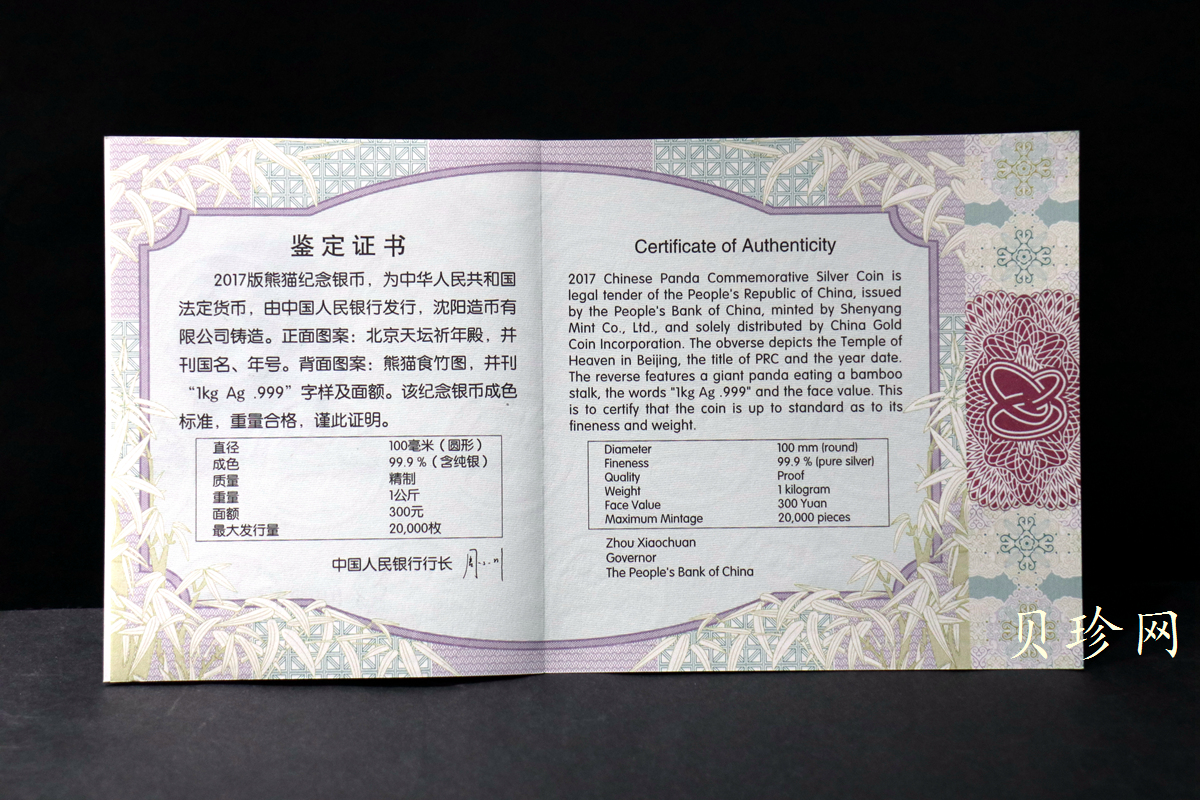 鉴定证书
2017版熊猫纪念银币，为中华人民共和国
法定货币，由中国人民银行发行，沈阳造币有
限公司铸造。正面图案：北京天坛祈年殿，并
刊国名、年号。背面图案：熊猫食竹图，并刊
“1kg Ag .999”字样及面额。该纪念银币成色
标准，重量合格，谨此证明。
直径 100毫米（圆形）
成色 99.9 %（含纯银）
质量 精制
重量 1公斤
面额 300元
最大发行量 20,000枚
中国人民银行行长
Certificate of Authenticity
2017 Chinese Panda Commemorative Silver Coin is
legal tender of the People's Republic of China, issued
by the People's Bank of China, minted by Shenyang
Mint Co., Ltd., and solely distributed by China Gold
Coin Incorporation. The obverse depicts the Temple of
Heaven in Beijing, the title of PRC and the year date.
The reverse features a giant panda eating a bamboo
stalk, the words "1kg Ag .999" and the face value. This
is to certify that the coin is up to standard as to its
fineness and weight.
Diameter 100 mm (round)
Fineness 99.9 % (pure silver)
Quality Proof
Weight 1 kilogram
Face Value 300 Yuan
Maximum Mintage 20,000 pieces
Zhou Xiaochuan
Governor
The People's Bank of China
贝珍网